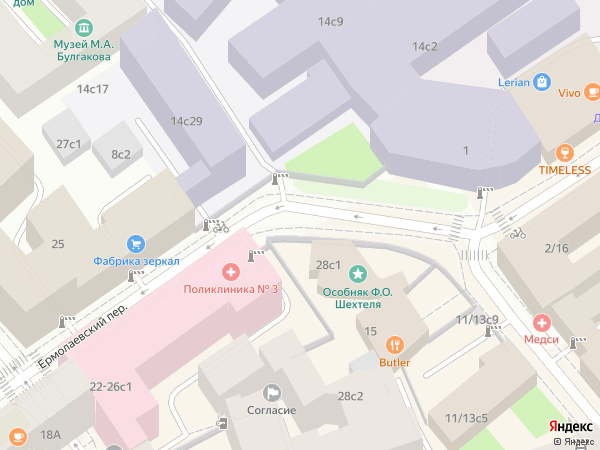 дом
14с9
Музей М.А.
Булгакова
14с2
14с17
Lerian
Vivo
Д
14с29
27с1
8с2
1
TIMELESS
25
2/16
Фабрика зеркал
28с1
Поликлиника № 3
Особняк Ф.О.
Шехтеля
Ермолаевский пер.
15
11/13с9
Медси
Butler
22-26с1
28с2
Согласие
18А
11/13с5
Яндекс
© Яндекс